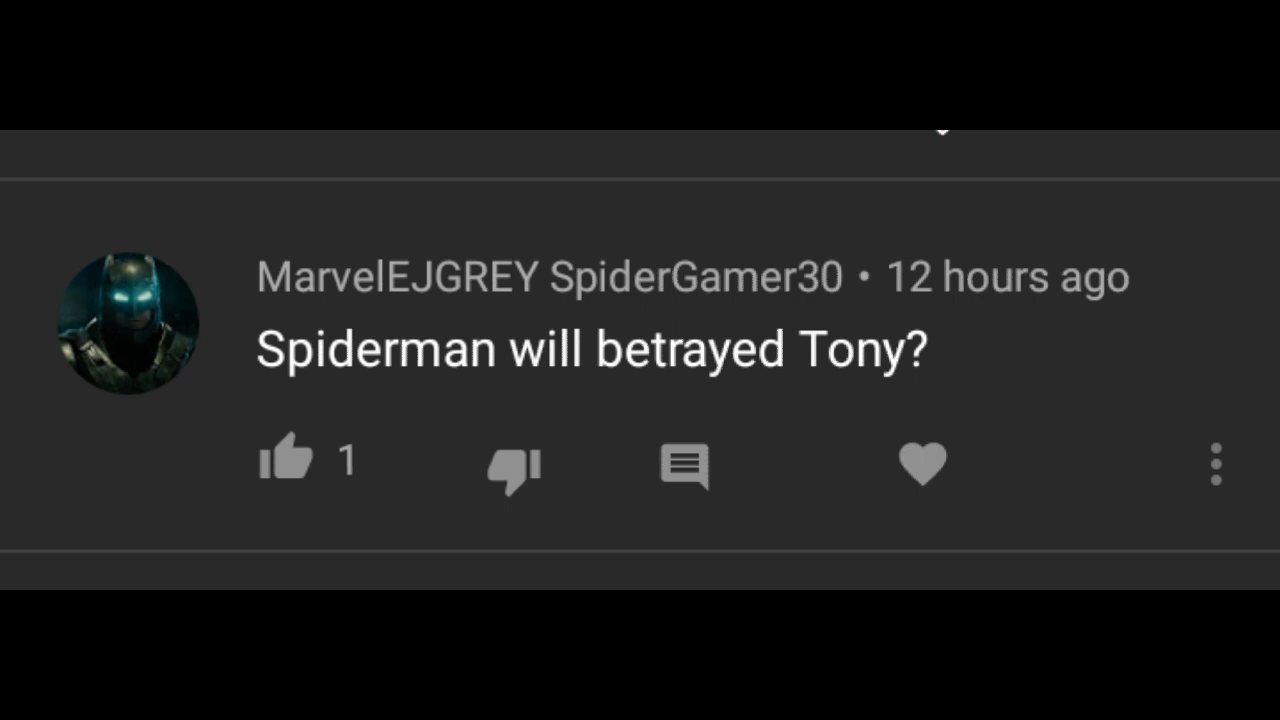 MarvelEJGREY SpiderGamer30 • 12 hours ago
Spiderman will betrayed Tony?
1